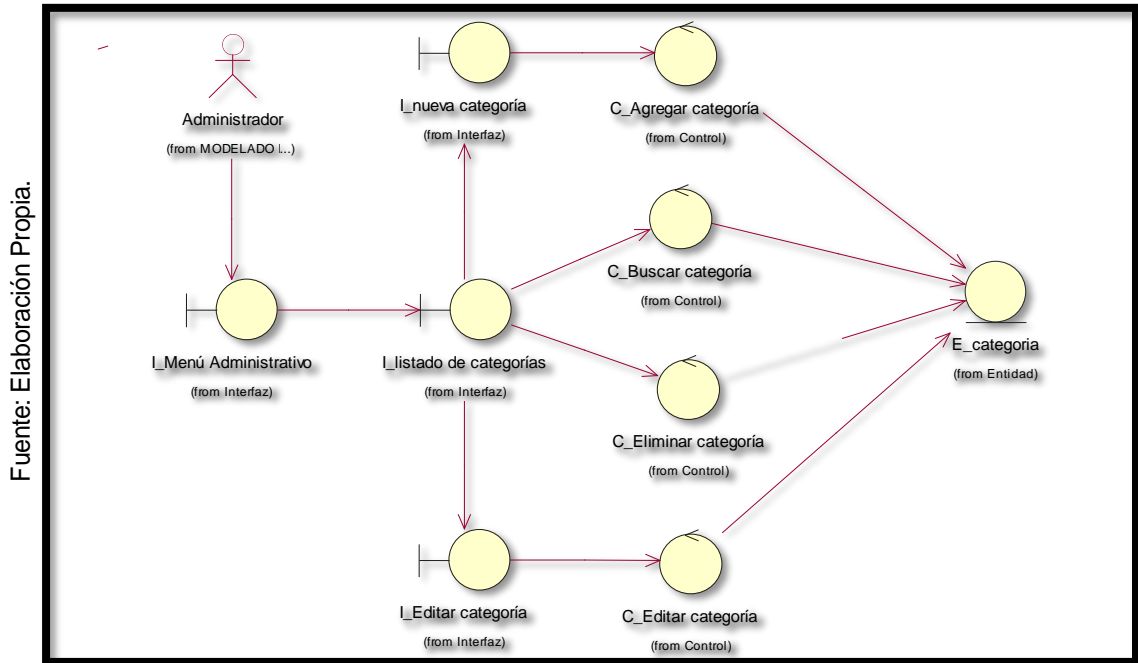 Fuente: Elaboración Propia.
Administrador
(from MODELADO l...)
I_nueva categoría
(from Interfaz)
C_Agregar categoría
(from Control)
C_Buscar categoría
(from Control)
I_Menú Administrativo
(from Interfaz)
I_listado de categorías
(from Interfaz)
E_categoria
(from Entidad)
C_Eliminar categoría
(from Control)
I_Editar categoría
(from Interfaz)
C_Editar categoría
(from Control)